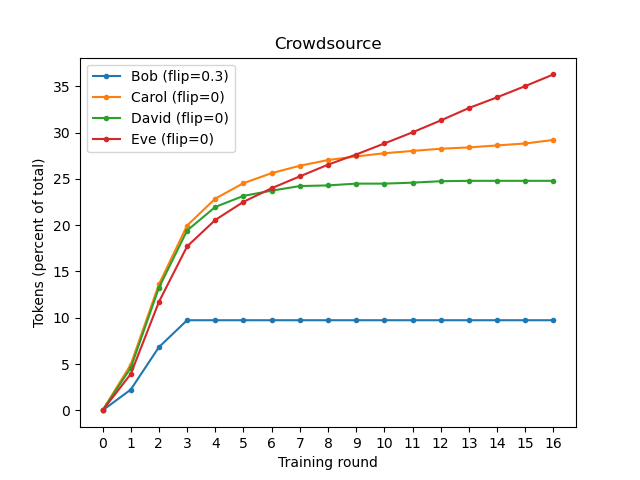 Crowdsource
Bob (flip=0.3)
Carol (flip=0)
David (flip=0)
Eve (flip=0)
Tokens (percent of total)
35
30
25
20
15
10
5
0
0 1 2 3 4 5 6 7 8 9 10 11 12 13 14 15 16
Training round